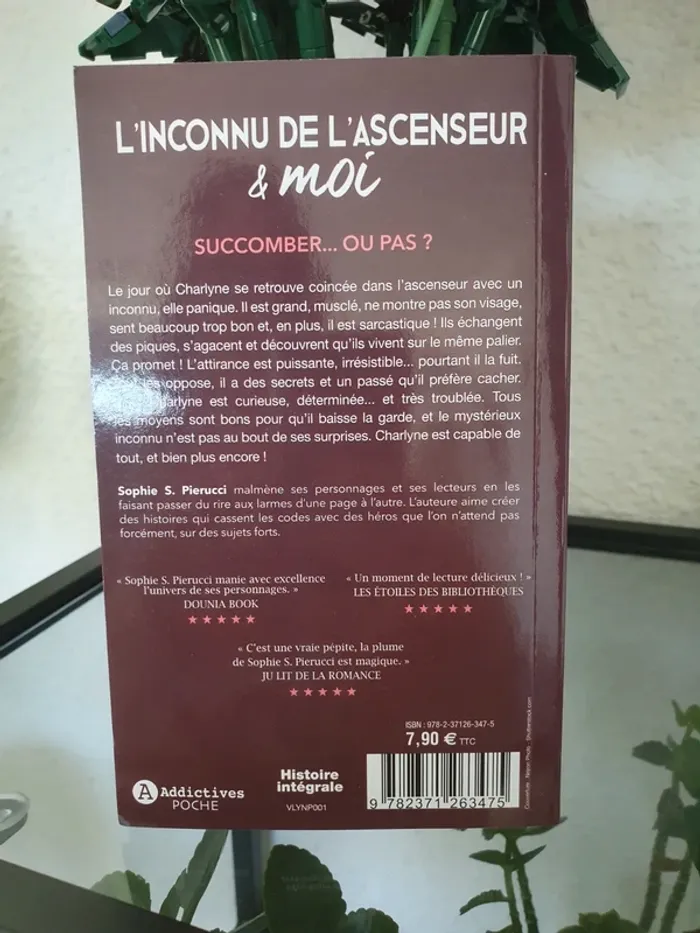 L'INCONNU DE L'ASCENSEUR
& moi
SUCCOMBER... OU PAS ?
Le jour où Charlyne se retrouve coincée dans l'ascenseur avec un
inconnu, elle panique. Il est grand, musclé, ne montre pas son visage,
sent beaucoup trop bon et, en plus, il est sarcastique ! Ils échangent
des piques, s'agacent et découvrent qu'ils vivent sur le même palier.
Ça promet ! L'attirance est puissante, irrésistible... pourtant il la fuit.
les oppose, il a des secrets et un passé qu'il préfère cacher.
Charlyne est curieuse, déterminée... et très troublée. Tous
les moyens sont bons pour qu'il baisse la garde, et le mystérieux
inconnu n'est pas au bout de ses surprises. Charlyne est capable de
tout, et bien plus encore !
Sophie S. Pierucci malmène ses personnages et ses lecteurs en les
faisant passer du rire aux larmes d'une page à l'autre. L'auteure aime créer
des histoires qui cassent les codes avec des héros que l'on n'attend pas
forcément, sur des sujets forts.
« Sophie S. Pierucci manie avec excellence
l'univers de ses personnages. »
DOUNIA BOOK
★★★★★
« Un moment de lecture délicieux ! »
LES ÉTOILES DES BIBLIOTHÈQUES
★★★★★
« C'est une vraie pépite, la plume
de Sophie S. Pierucci est magique. »
JU LIT DE LA ROMANCE
★★★★★
ISBN : 978-2-37126-347-5
7,90 € TTC
A Addictives
POCHE
Histoire
intégrale
VLYNP001
9 782371 263475
Couverture : Néjron Photo - Shutterstock.com